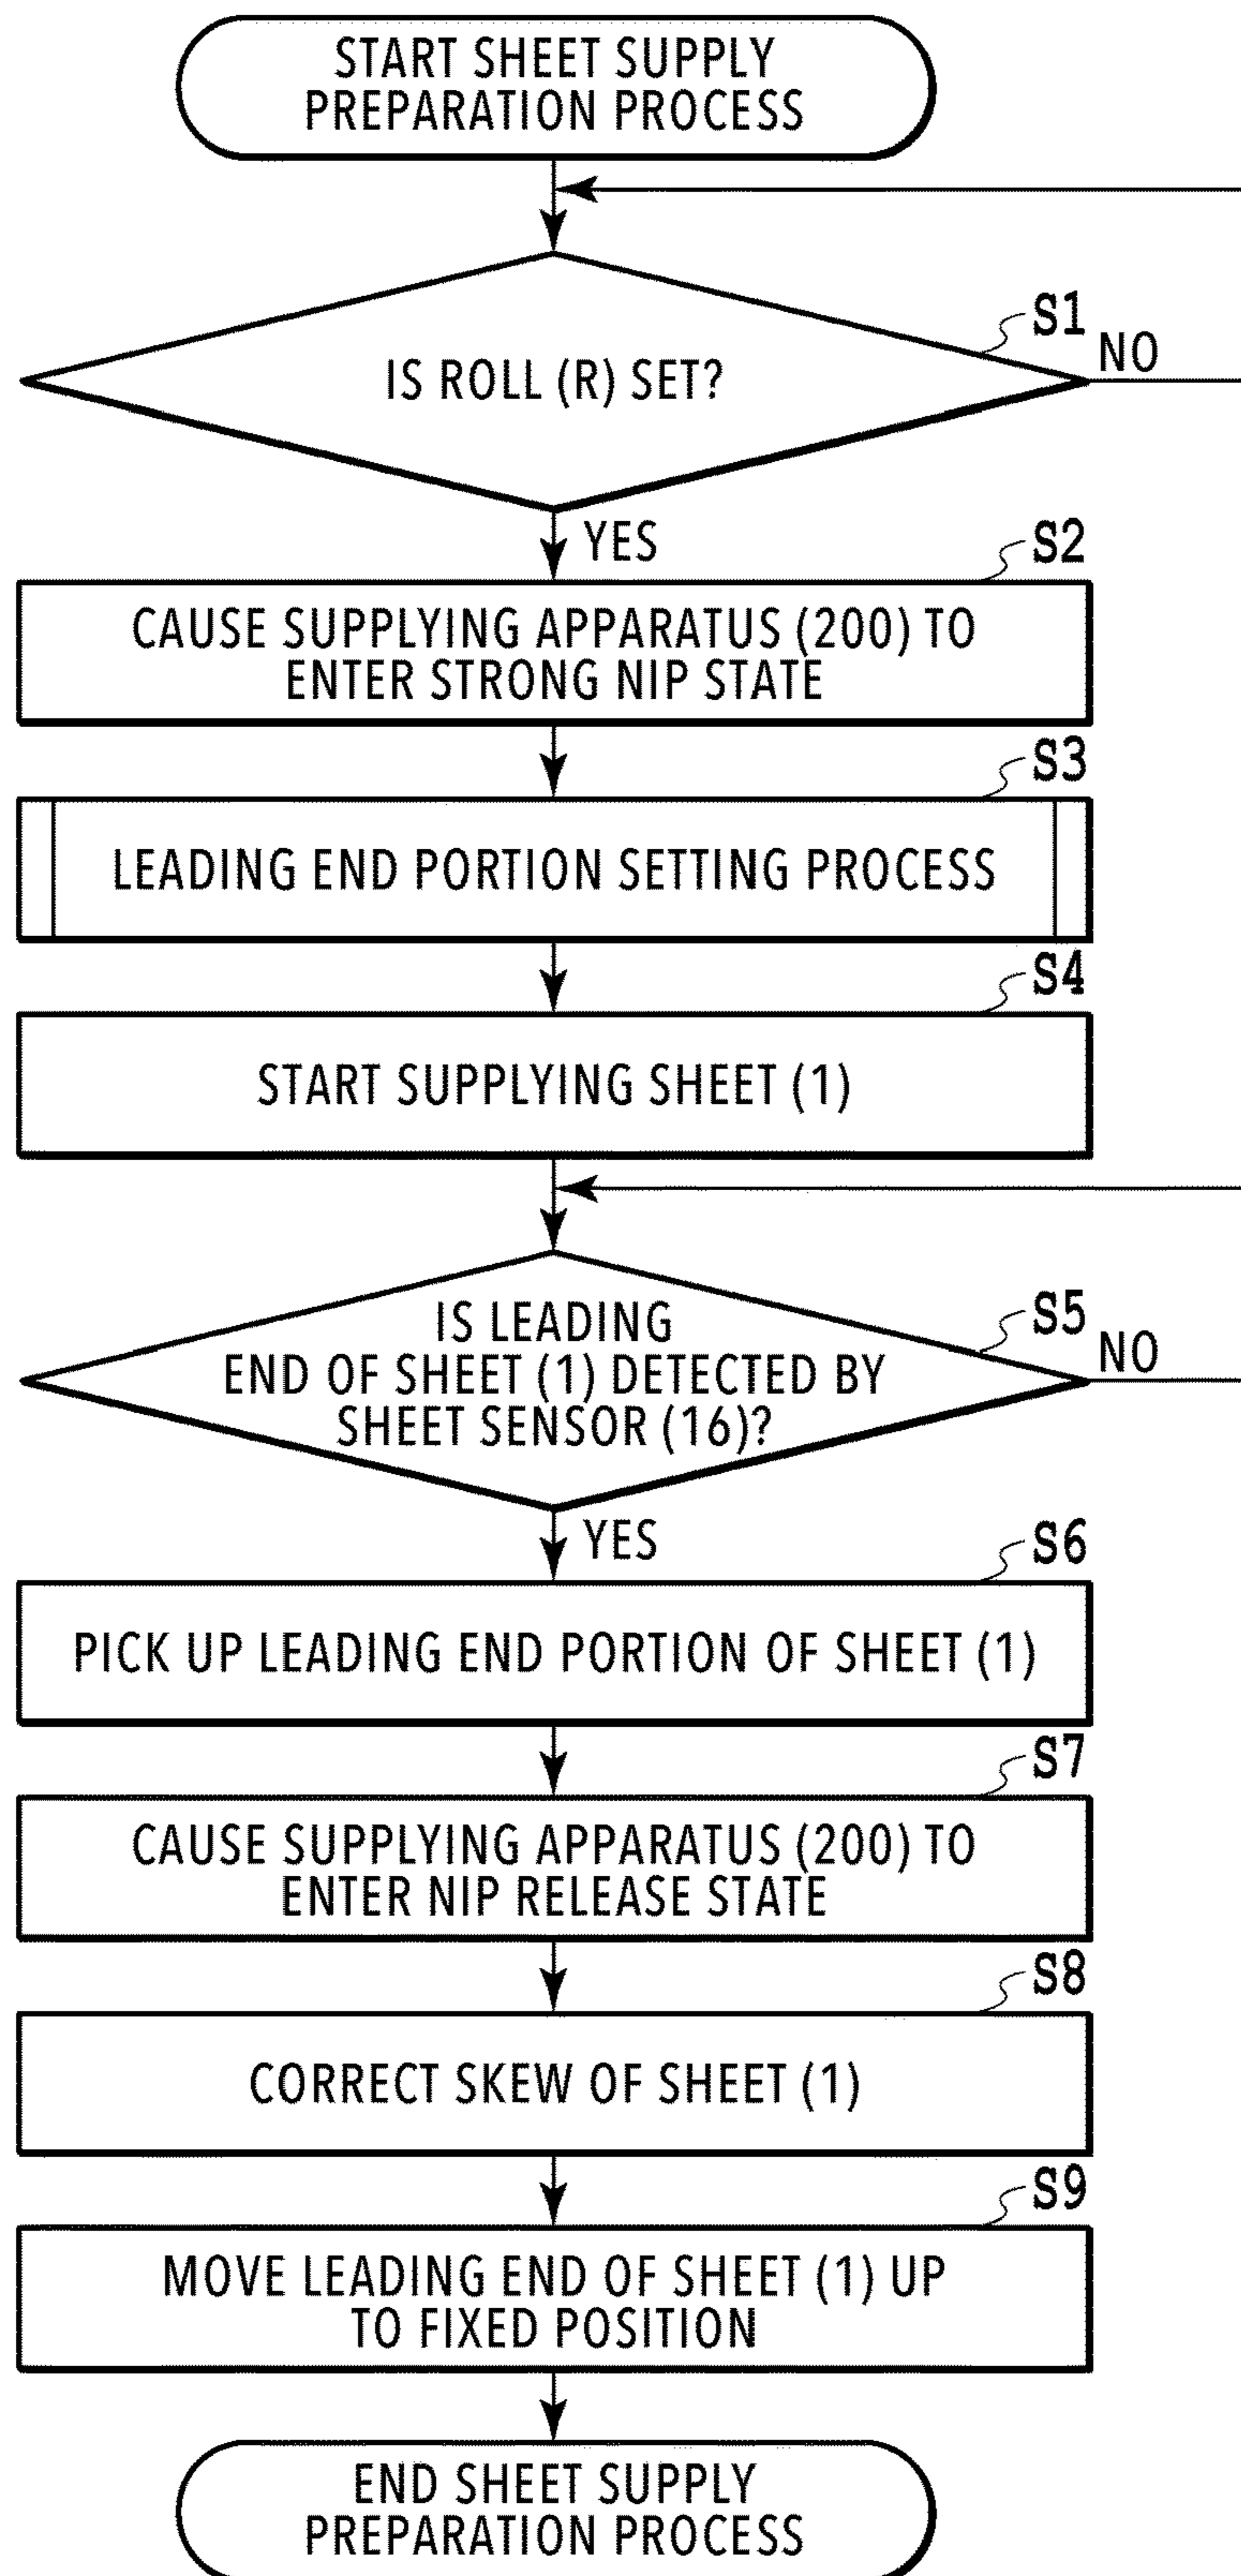 START SHEET SUPPLY
PREPARATION PROCESS
S1
NO
IS ROLL (R) SET?
YES
S2
CAUSE SUPPLYING APPARATUS (200) TO
ENTER STRONG NIP STATE
S3
LEADING END PORTION SETTING PROCESS
S4
START SUPPLYING SHEET (1)
S5
NO
IS LEADING
END OF SHEET (1) DETECTED BY
SHEET SENSOR (16)?
YES
S6
PICK UP LEADING END PORTION OF SHEET (1)
S7
CAUSE SUPPLYING APPARATUS (200) TO
ENTER NIP RELEASE STATE
S8
CORRECT SKEW OF SHEET (1)
S9
MOVE LEADING END OF SHEET (1) UP
TO FIXED POSITION
END SHEET SUPPLY
PREPARATION PROCESS